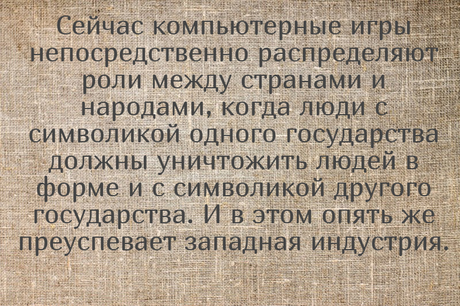 Сейчас компьютерные игры
непосредственно распределяют
роли между странами и
народами, когда люди с
символикой одного государства
должны уничтожить людей в
форме и с символикой другого
государства. И в этом опять же
преуспевает западная индустрия.